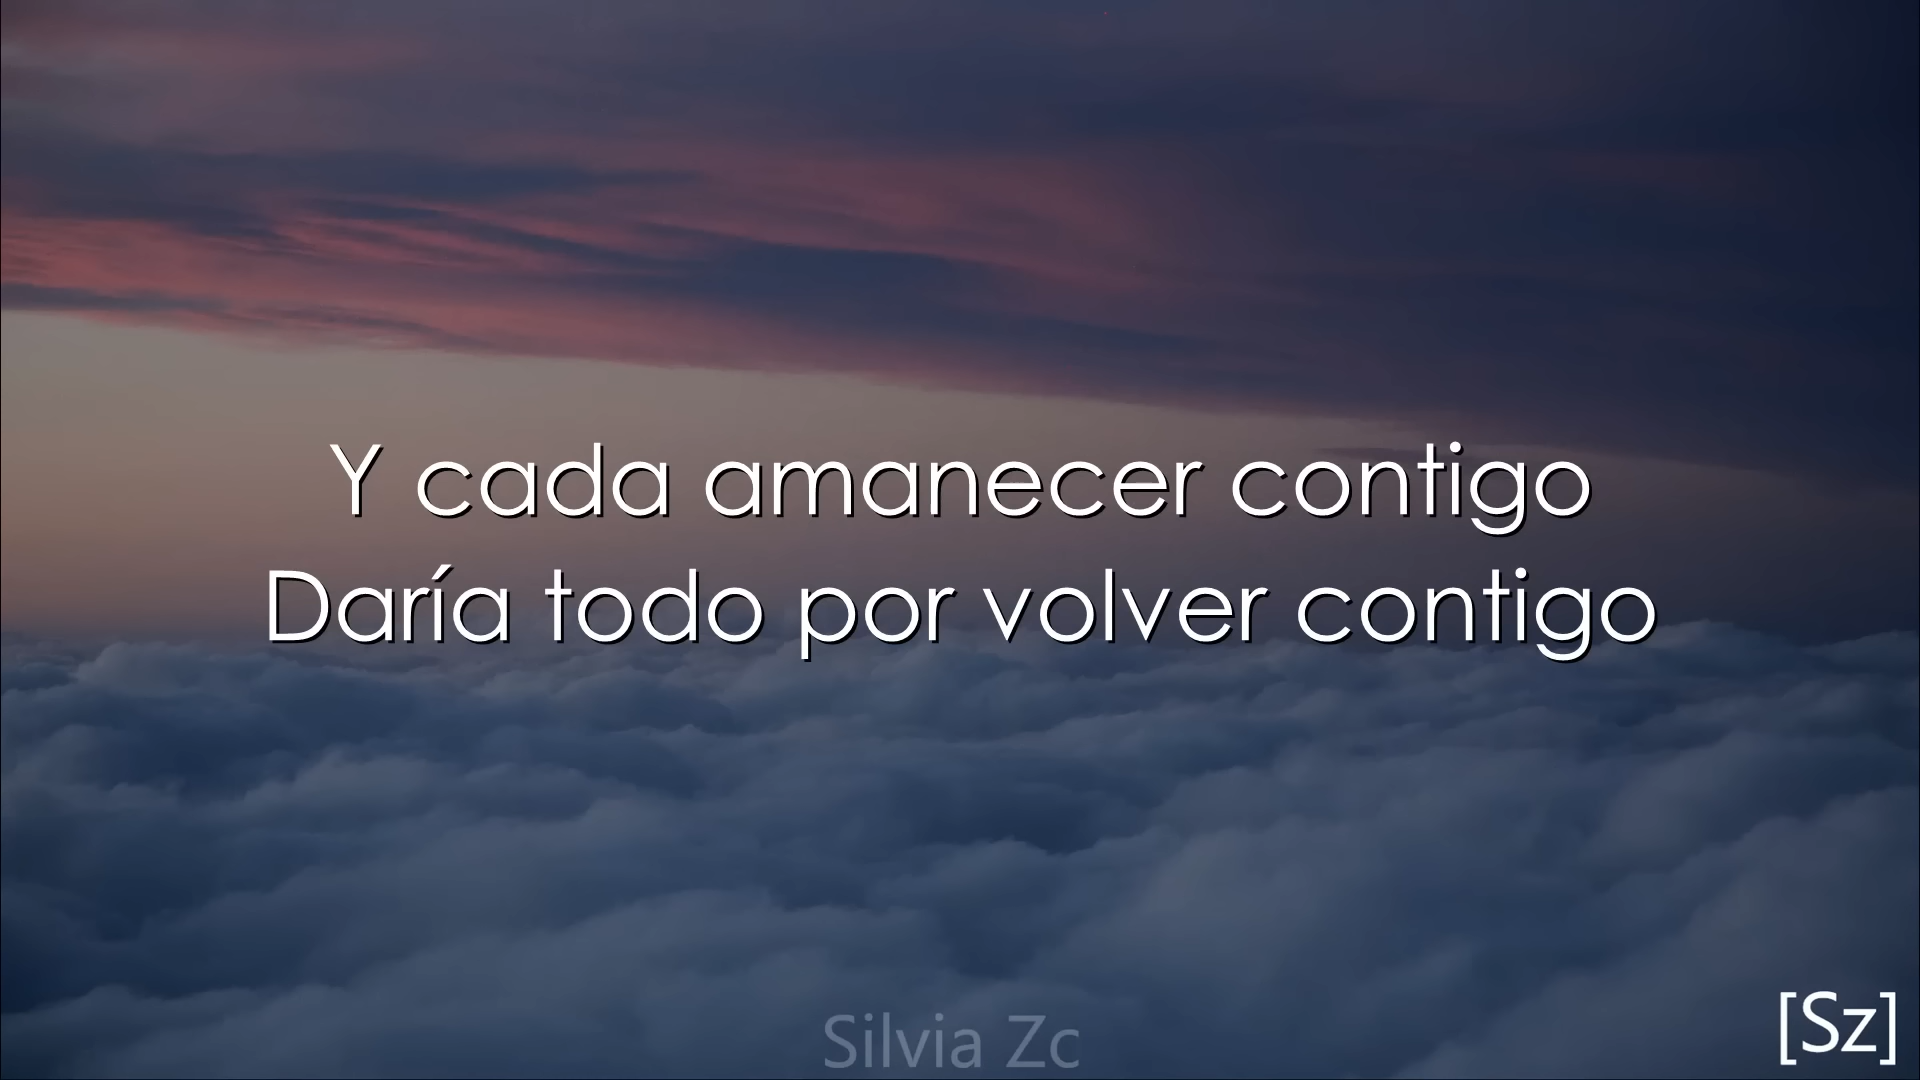 Y cada amanecer contigo
Daría todo por volver contigo
Silvia Zc
[Sz]